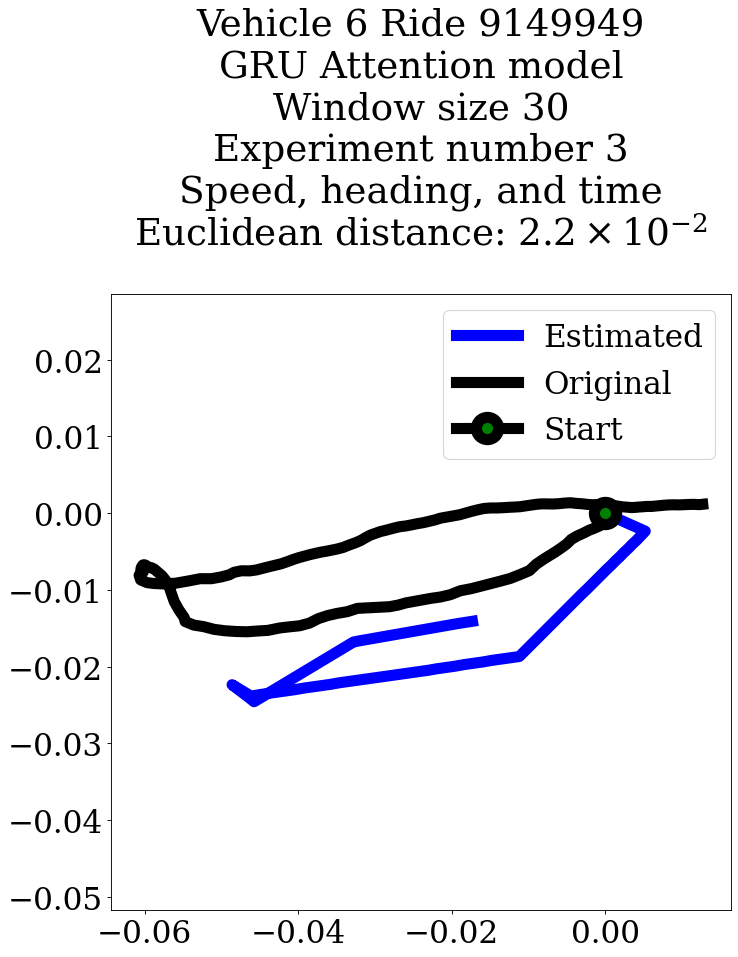 Vehicle 6 Ride 9149949
GRU Attention model
Window size 30
Experiment number 3
Speed, heading, and time
Euclidean distance: 2.2 × 10⁻²
Estimated
Original
Start
0.02
0.01
0.00
−0.01
−0.02
−0.03
−0.04
−0.05
−0.06 −0.04 −0.02 0.00